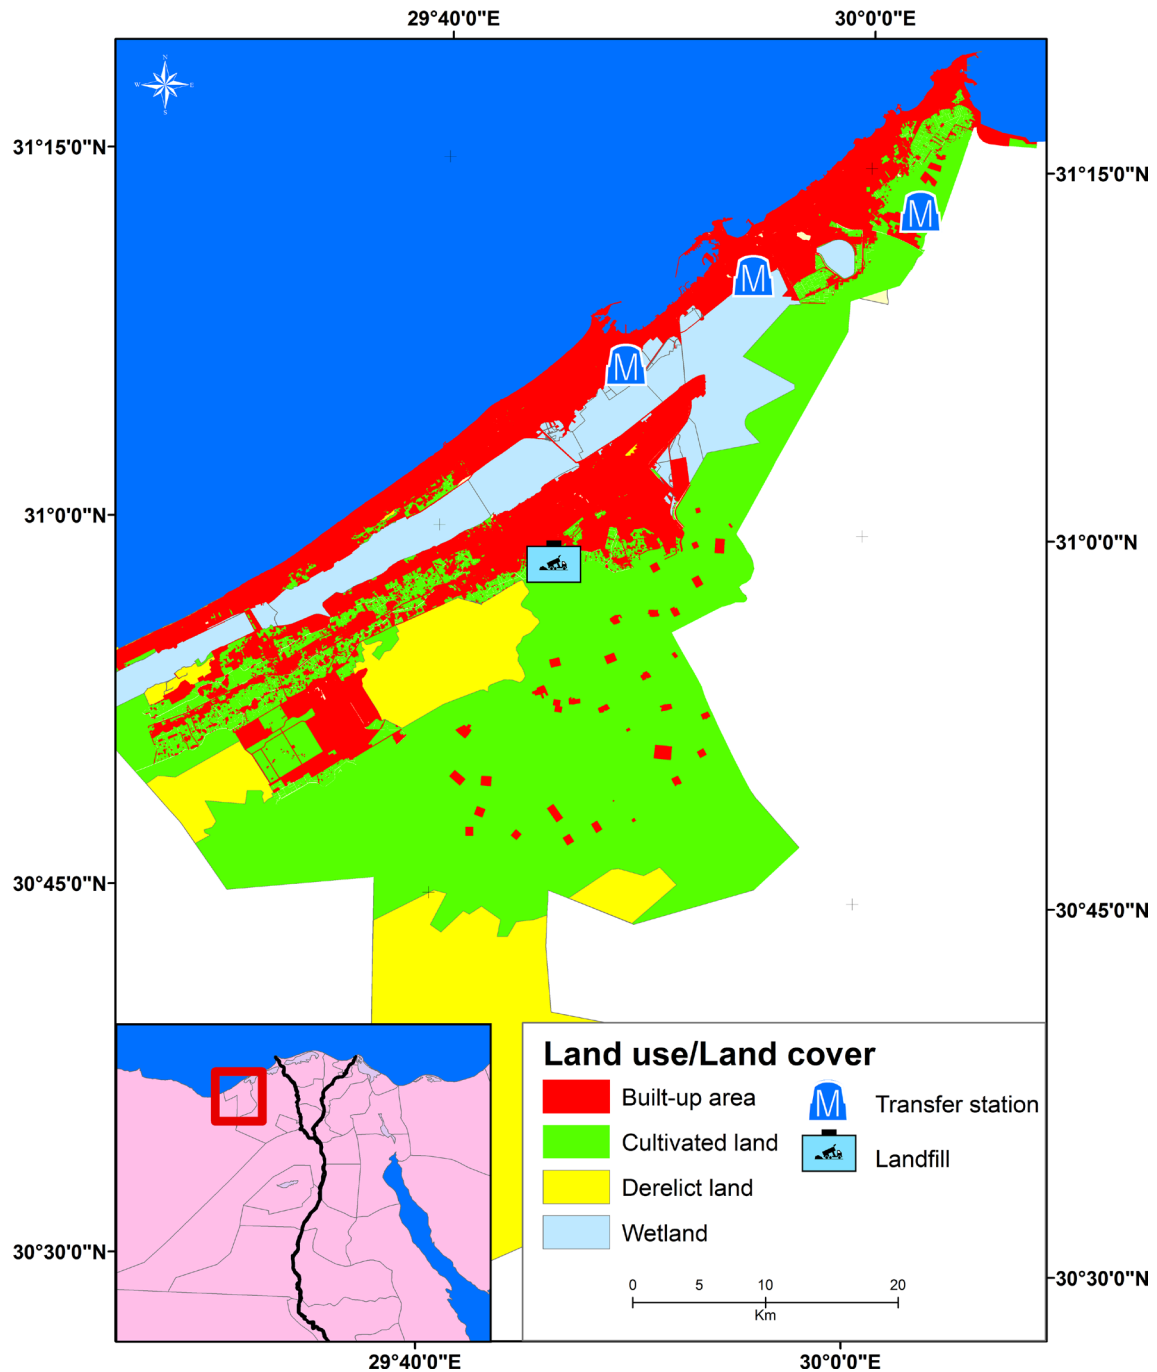 29°40'0"E
30°0'0"E
N
W
E
S
31°15'0"N
31°15'0"N
M
M
M
31°0'0"N
31°0'0"N
30°45'0"N
30°45'0"N
Land use/Land cover
Built-up area
M
Transfer station
Cultivated land
Landfill
Derelict land
Wetland
30°30'0"N
30°30'0"N
0 5 10 20
Km
29°40'0"E
30°0'0"E